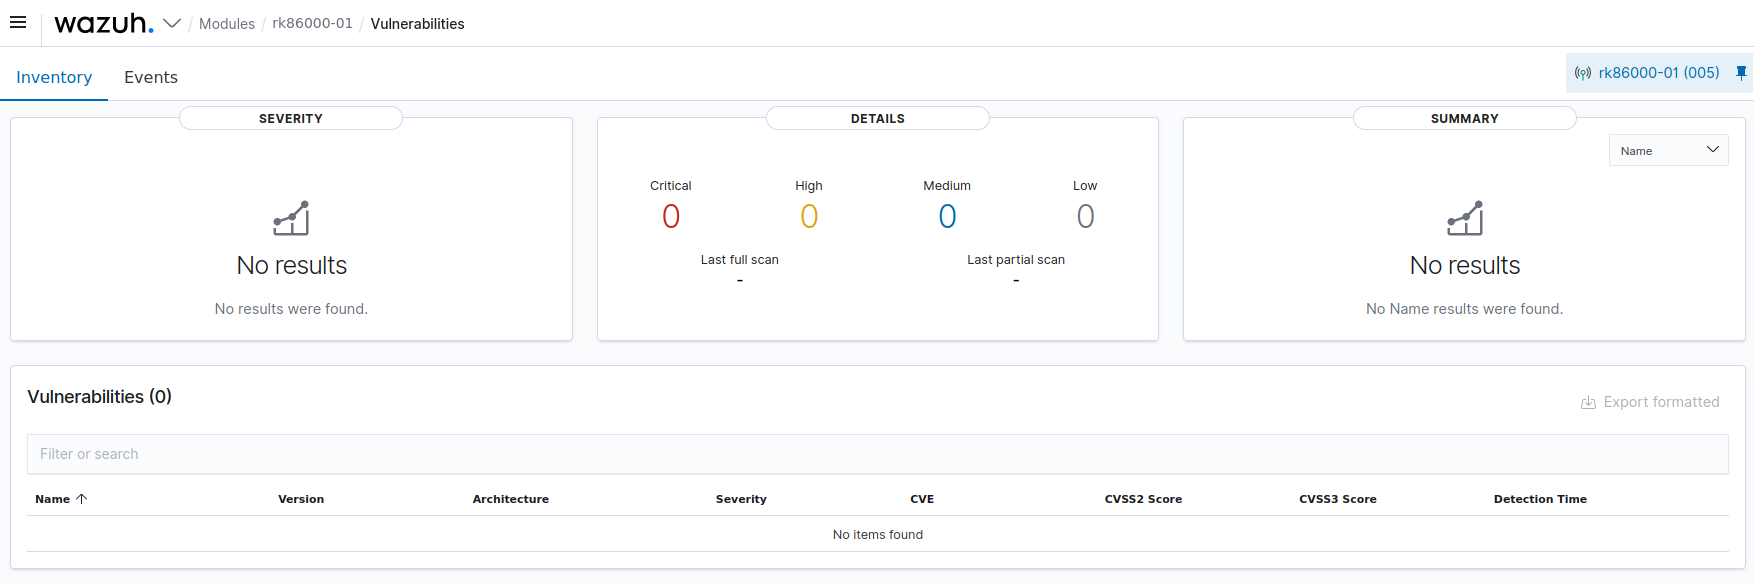 wazuh. / Modules / rk86000-01 / Vulnerabilities
Inventory Events rk86000-01 (005)
SEVERITY
No results
No results were found.
DETAILS
Critical High Medium Low
0 0 0 0
Last full scan Last partial scan
- -
SUMMARY
Name
No results
No Name results were found.
Vulnerabilities (0)
Export formatted
Filter or search
Name Version Architecture Severity CVE CVSS2 Score CVSS3 Score Detection Time
No items found